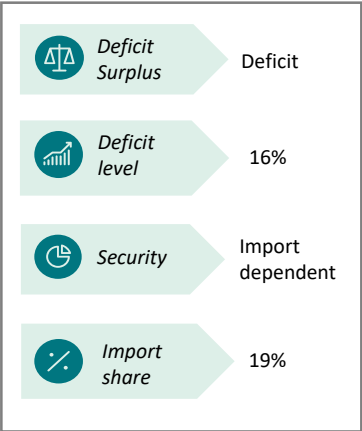 Deficit
Surplus
Deficit
Deficit
level
16%
Security
Import
dependent
Import
share
19%